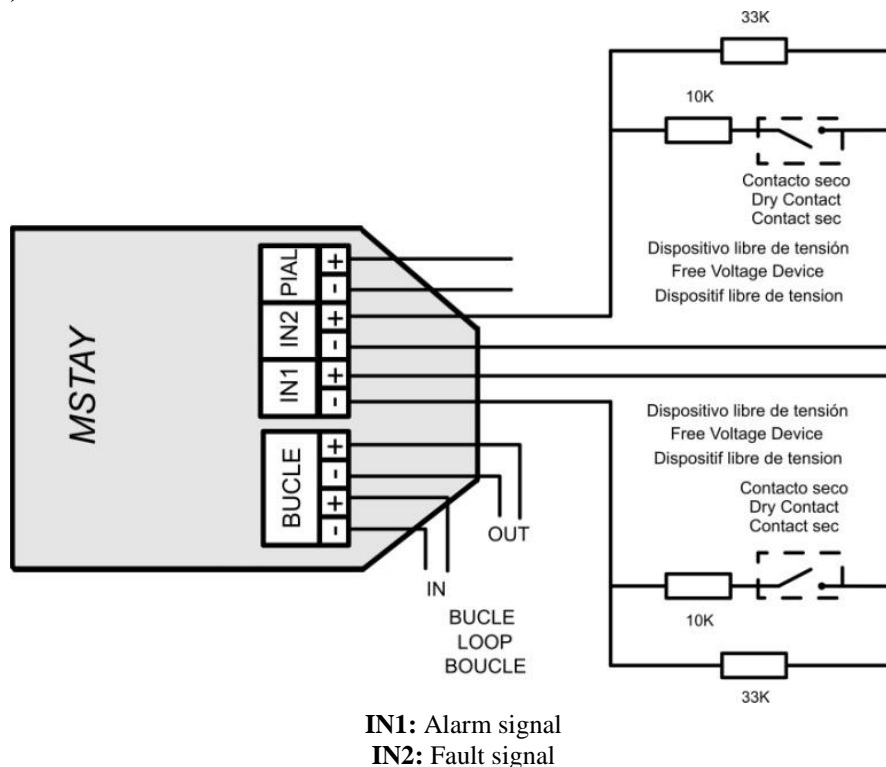 )
33K
10K
Contacto seco
Dry Contact
Contact sec
Dispositivo libre de tensión
Free Voltage Device
Dispositif libre de tension
MSTAY
PIAL + -
IN2 + -
IN1 + -
BUCLE + - + -
OUT
IN
BUCLE
LOOP
BOUCLE
Dispositivo libre de tensión
Free Voltage Device
Dispositif libre de tension
Contacto seco
Dry Contact
Contact sec
10K
33K
IN1: Alarm signal
IN2: Fault signal